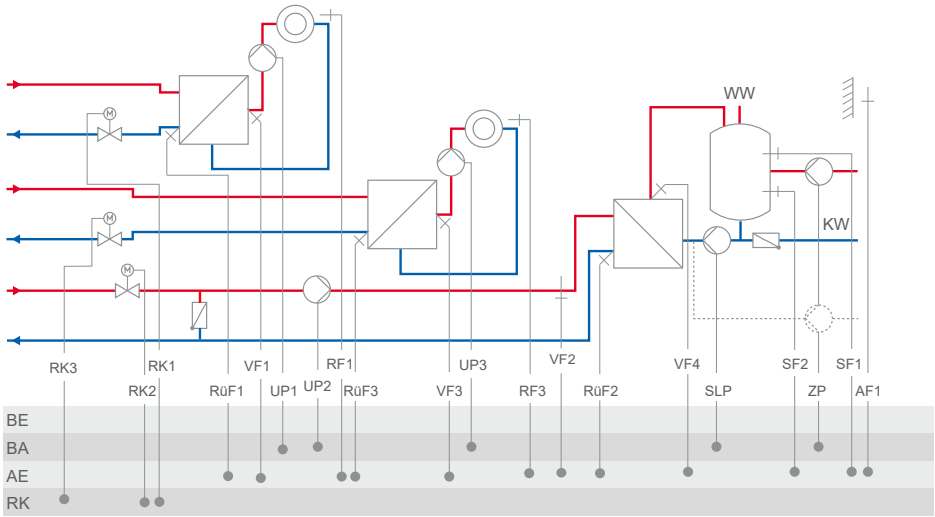 M
WW
M
KW
M
RK3 RK1 VF1 RF1 UP3 VF2 VF4 SF2 SF1
RK2 RüF1 UP1 UP2 RüF3 VF3 RF3 RüF2 SLP ZP AF1
BE
BA
AE
RK